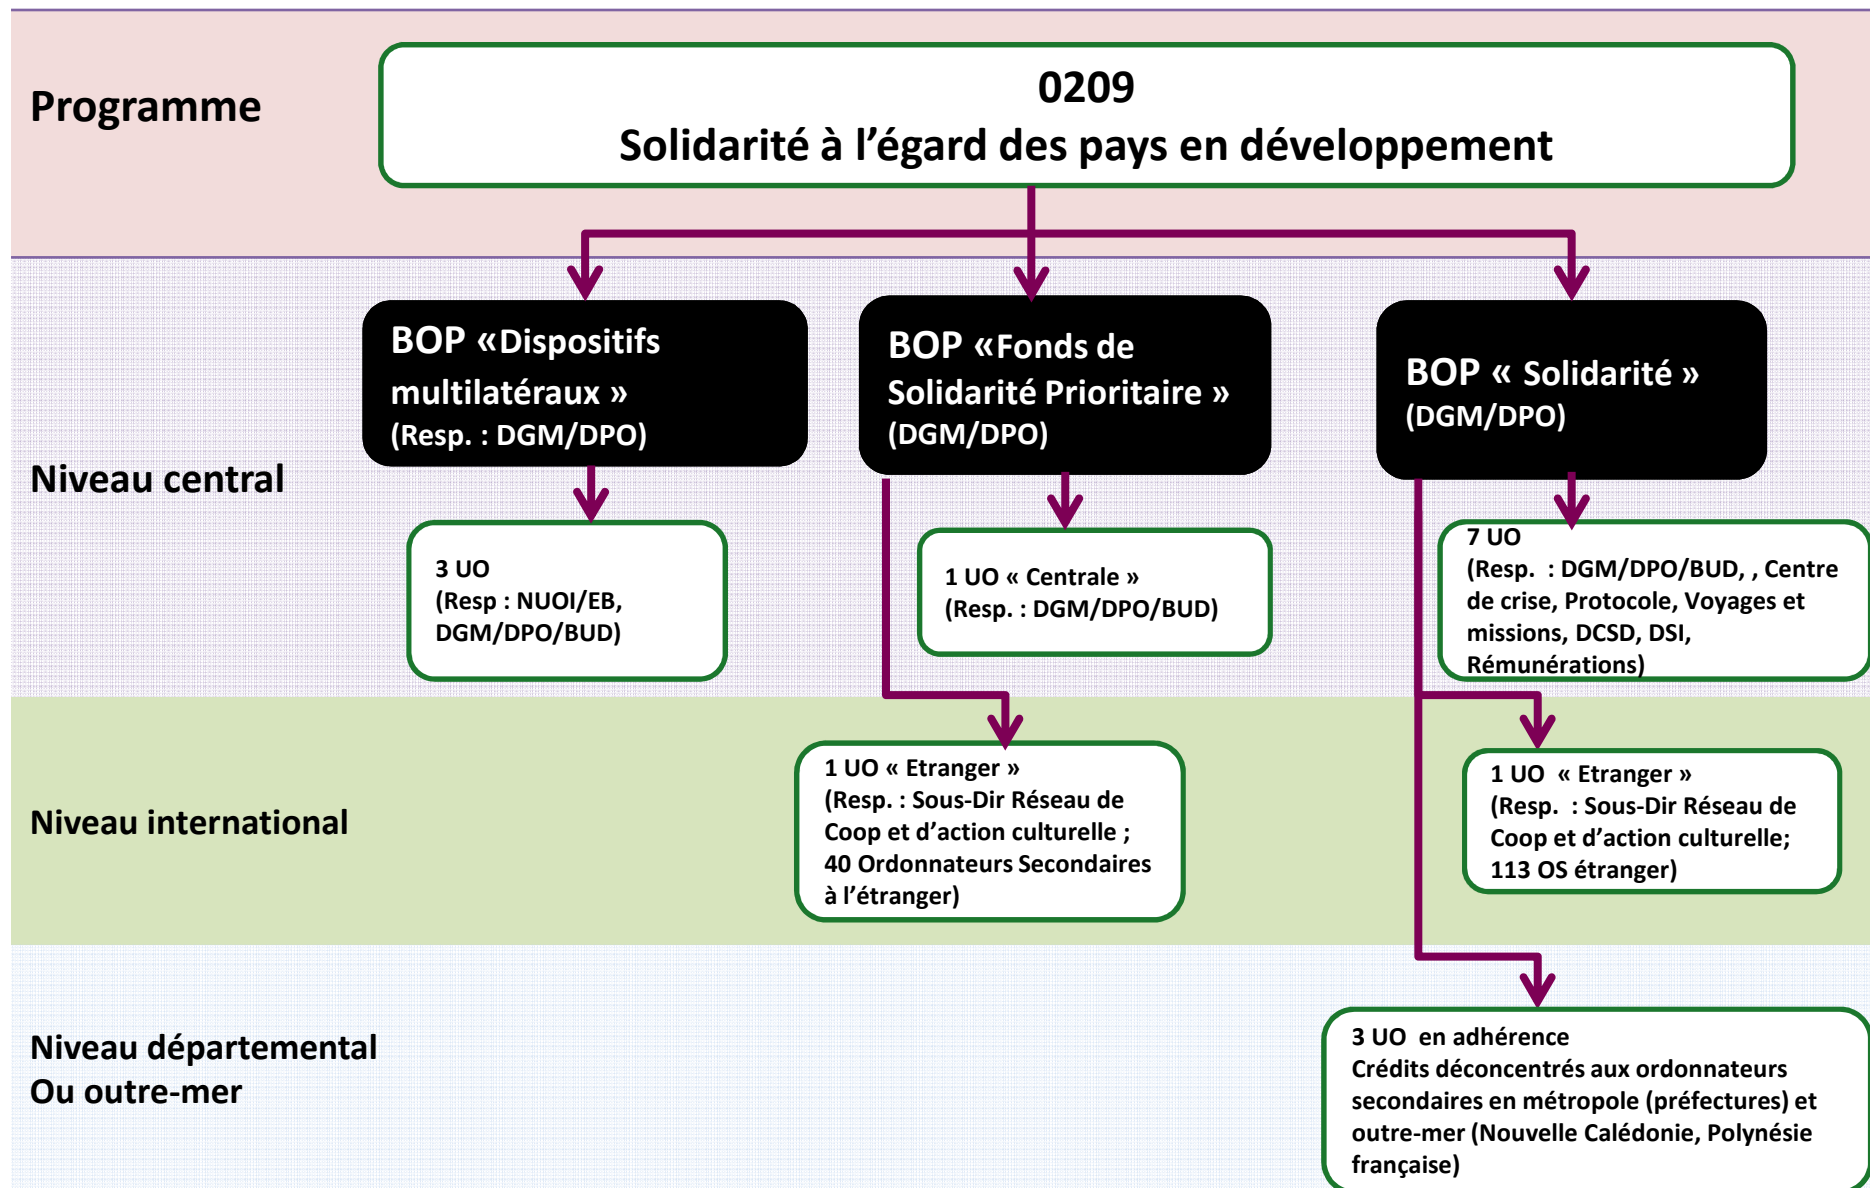 Programme
0209
Solidarité à l’égard des pays en développement
Niveau central
BOP «Dispositifs
multilatéraux »
(Resp. : DGM/DPO)
BOP «Fonds de
Solidarité Prioritaire »
(DGM/DPO)
BOP « Solidarité »
(DGM/DPO)
3 UO
(Resp : NUOI/EB,
DGM/DPO/BUD)
1 UO « Centrale »
(Resp. : DGM/DPO/BUD)
7 UO
(Resp.  : DGM/DPO/BUD, , Centre
de crise, Protocole, Voyages et
missions, DCSD, DSI,
Rémunérations)
Niveau international
1 UO « Etranger »
(Resp. : Sous-Dir Réseau de
Coop et d’action culturelle ;
40 Ordonnateurs Secondaires
à l’étranger)
1 UO  « Etranger »
(Resp.  : Sous-Dir Réseau de
Coop et d’action culturelle;
113 OS étranger)
Niveau départemental
Ou outre-mer
3 UO  en adhérence
Crédits déconcentrés aux ordonnateurs
secondaires en métropole (préfectures) et
outre-mer (Nouvelle Calédonie, Polynésie
française)